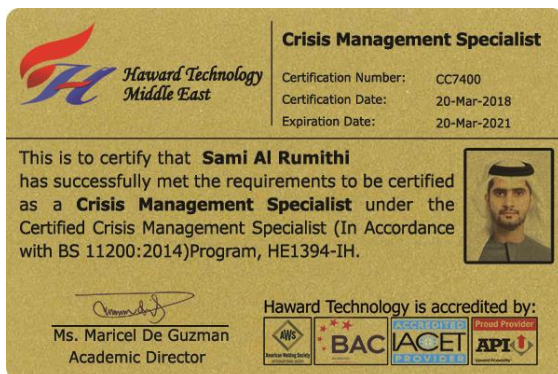 Haward Technology
Middle East
Crisis Management Specialist
Certification Number: CC7400
Certification Date: 20-Mar-2018
Expiration Date: 20-Mar-2021
This is to certify that Sami Al Rumithi
has successfully met the requirements to be certified
as a Crisis Management Specialist under the
Certified Crisis Management Specialist (In Accordance
with BS 11200:2014)Program, HE1394-IH.
Ms. Maricel De Guzman
Academic Director
Haward Technology is accredited by:
AWS
American Welding Society
BAC
ACCREDITED
IACET
PROVIDER
Proud Provider
API